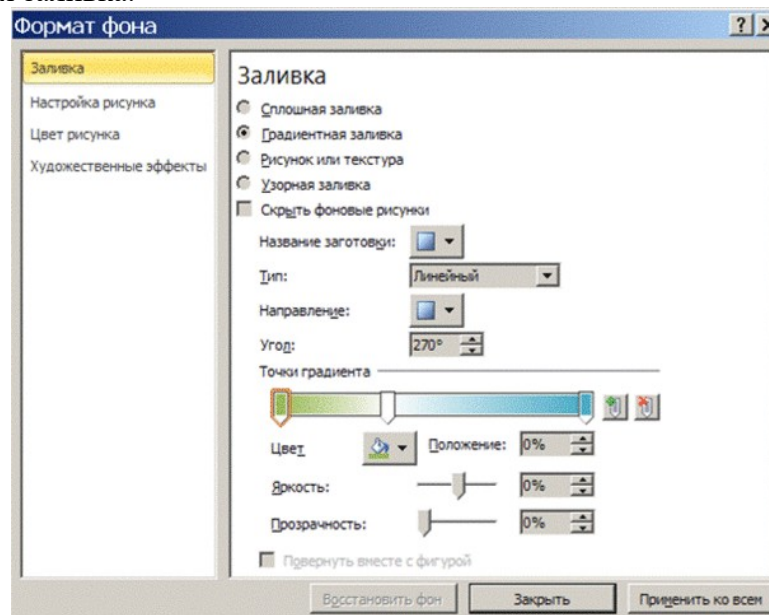 Формат фона
Заливка
Настройка рисунка
Цвет рисунка
Художественные эффекты
Заливка
Сплошная заливка
Градиентная заливка
Рисунок или текстура
Узорная заливка
Скрыть фоновые рисунки
Название заготовки:
Тип: Линейный
Направление:
Угол: 270°
Точки градиента
Цвет Положение: 0%
Яркость: 0%
Прозрачность: 0%
Повернуть вместе с фигурой
Восстановить фон Закрыть Применить ко всем